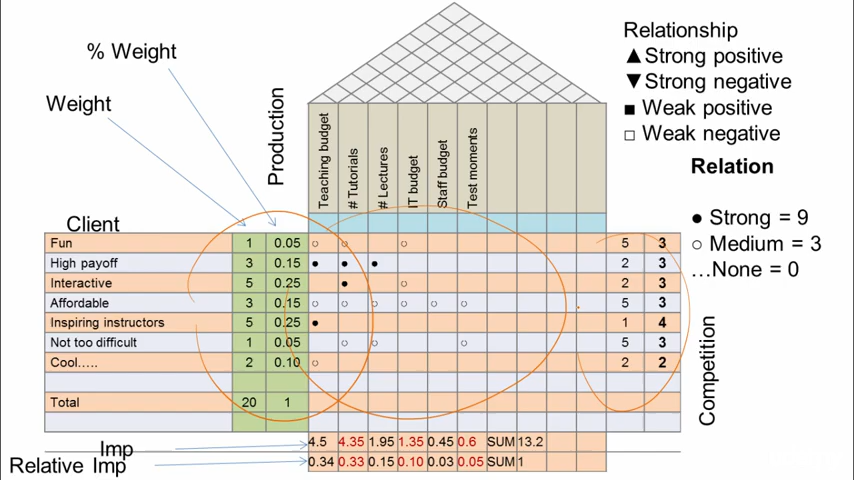 % Weight
Weight
Production
Client
Teaching budget
# Tutorials
# Lectures
IT budget
Staff budget
Test moments
Relationship
▲Strong positive
▼Strong negative
■ Weak positive
□ Weak negative
Relation
● Strong = 9
○ Medium = 3
...None = 0
Fun 1 0.05 ○ ○ ○ 5 3
High payoff 3 0.15 ● ● ● 2 3
Interactive 5 0.25 ● ○ 2 3
Affordable 3 0.15 ○ ○ ○ ○ ○ ○ 5 3
Inspiring instructors 5 0.25 ● 1 4
Not too difficult 1 0.05 ○ ○ ○ 5 3
Cool..... 2 0.10 ○ 2 2
Total 20 1
Competition
Imp 4.5 4.35 1.95 1.35 0.45 0.6 SUM 13.2
Relative Imp 0.34 0.33 0.15 0.10 0.03 0.05 SUM 1